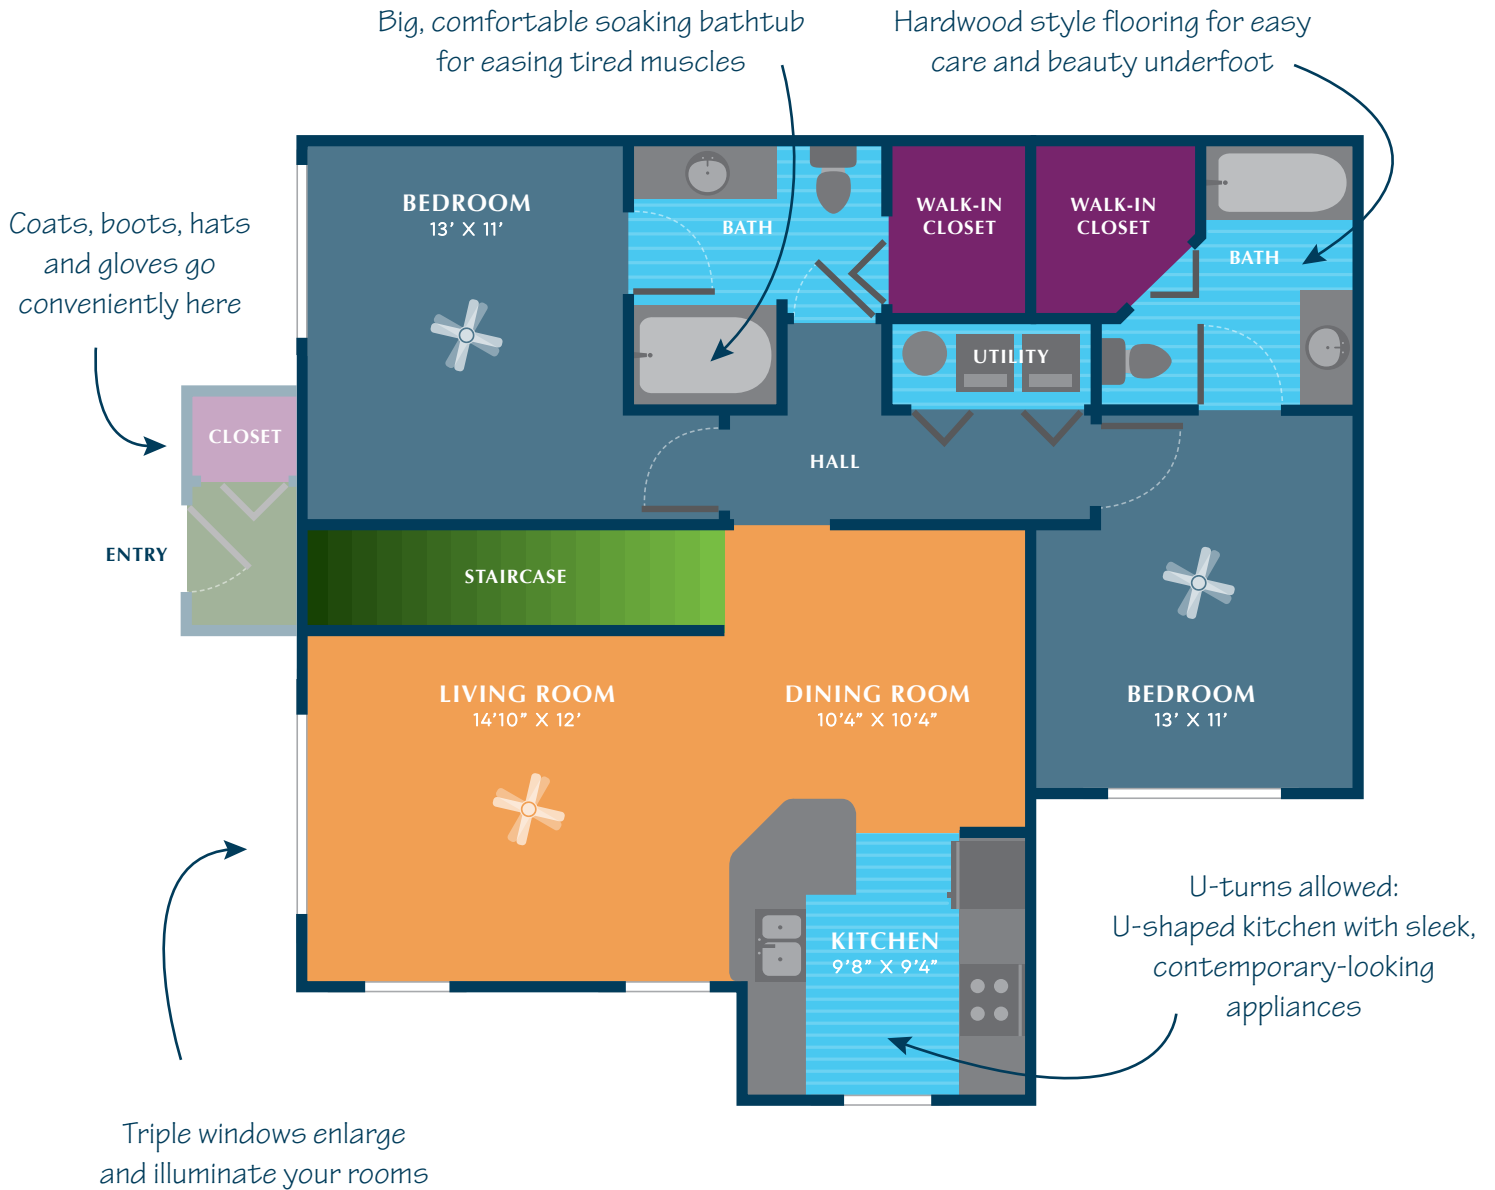 Big, comfortable soaking bathtub
for easing tired muscles
Hardwood style flooring for easy
care and beauty underfoot
Coats, boots, hats
and gloves go
conveniently here
BEDROOM
13’ X 11’
BATH
WALK-IN
CLOSET
WALK-IN
CLOSET
BATH
UTILITY
CLOSET
HALL
ENTRY
STAIRCASE
LIVING ROOM
14’10” X 12’
DINING ROOM
10’4” X 10’4”
BEDROOM
13’ X 11’
KITCHEN
9’8” X 9’4”
U-turns allowed:
U-shaped kitchen with sleek,
contemporary-looking
appliances
Triple windows enlarge
and illuminate your rooms